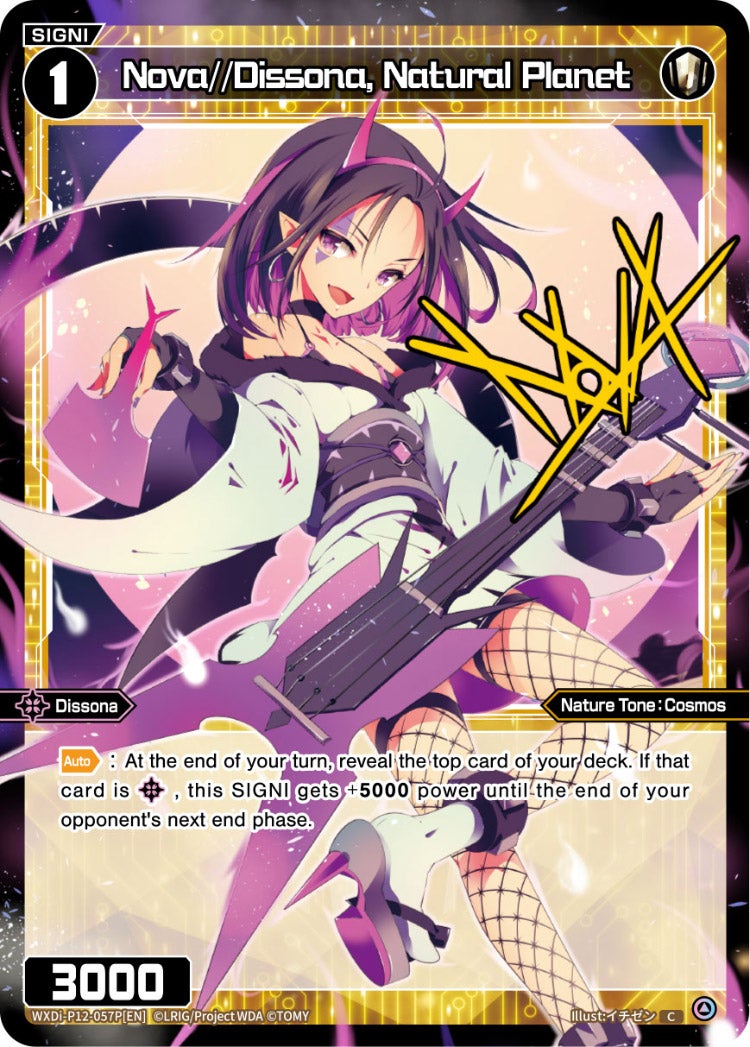 SIGNI
1
Nova//Dissona, Natural Planet
Dissona
Nature Tone:Cosmos
Auto : At the end of your turn, reveal the top card of your deck. If that
card is , this SIGNI gets +5000 power until the end of your
opponent's next end phase.
3000
WXDi-P12-057P[EN] ©LRIG/Project WDA ©TOMY
Illust:イチゼン C